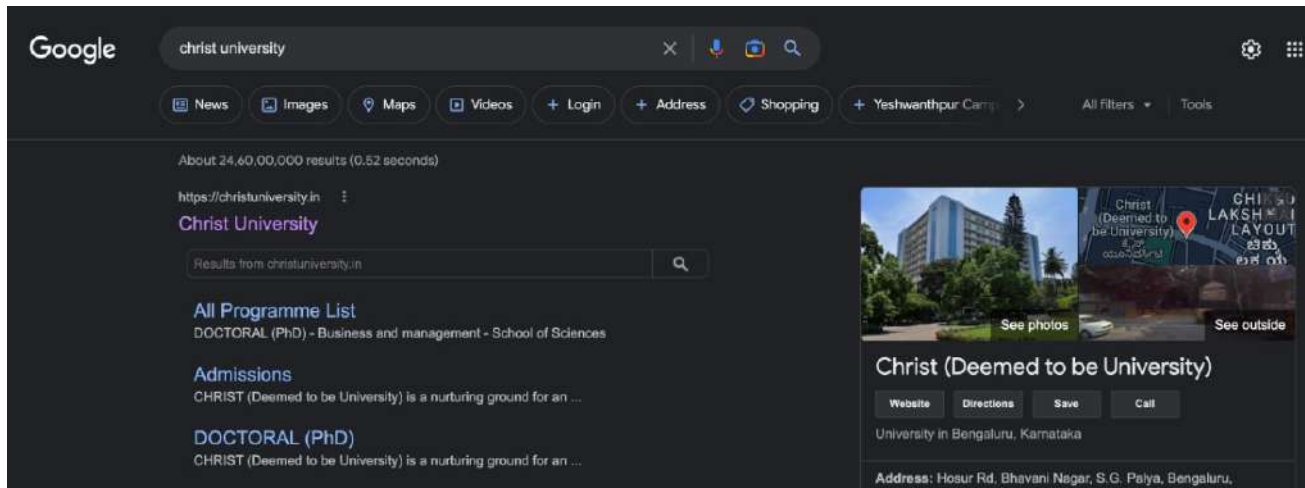 Google
christ university
News
Images
Maps
Videos
+ Login
+ Address
Shopping
+ Yeshwanthpur Camp
All filters
Tools
About 24,60,00,000 results (0.52 seconds)
https://christuniversity.in
Christ University
Results from christuniversity.in
All Programme List
DOCTORAL (PhD) - Business and management - School of Sciences
Admissions
CHRIST (Deemed to be University) is a nurturing ground for an ...
DOCTORAL (PhD)
CHRIST (Deemed to be University) is a nurturing ground for an ...
See photos
Christ
(Deemed to
be University)
LAYOUT
See outside
Christ (Deemed to be University)
Website
Directions
Save
Call
University in Bengaluru, Karnataka
Address: Hosur Rd, Bhavani Nagar, S.G. Palya, Bengaluru,